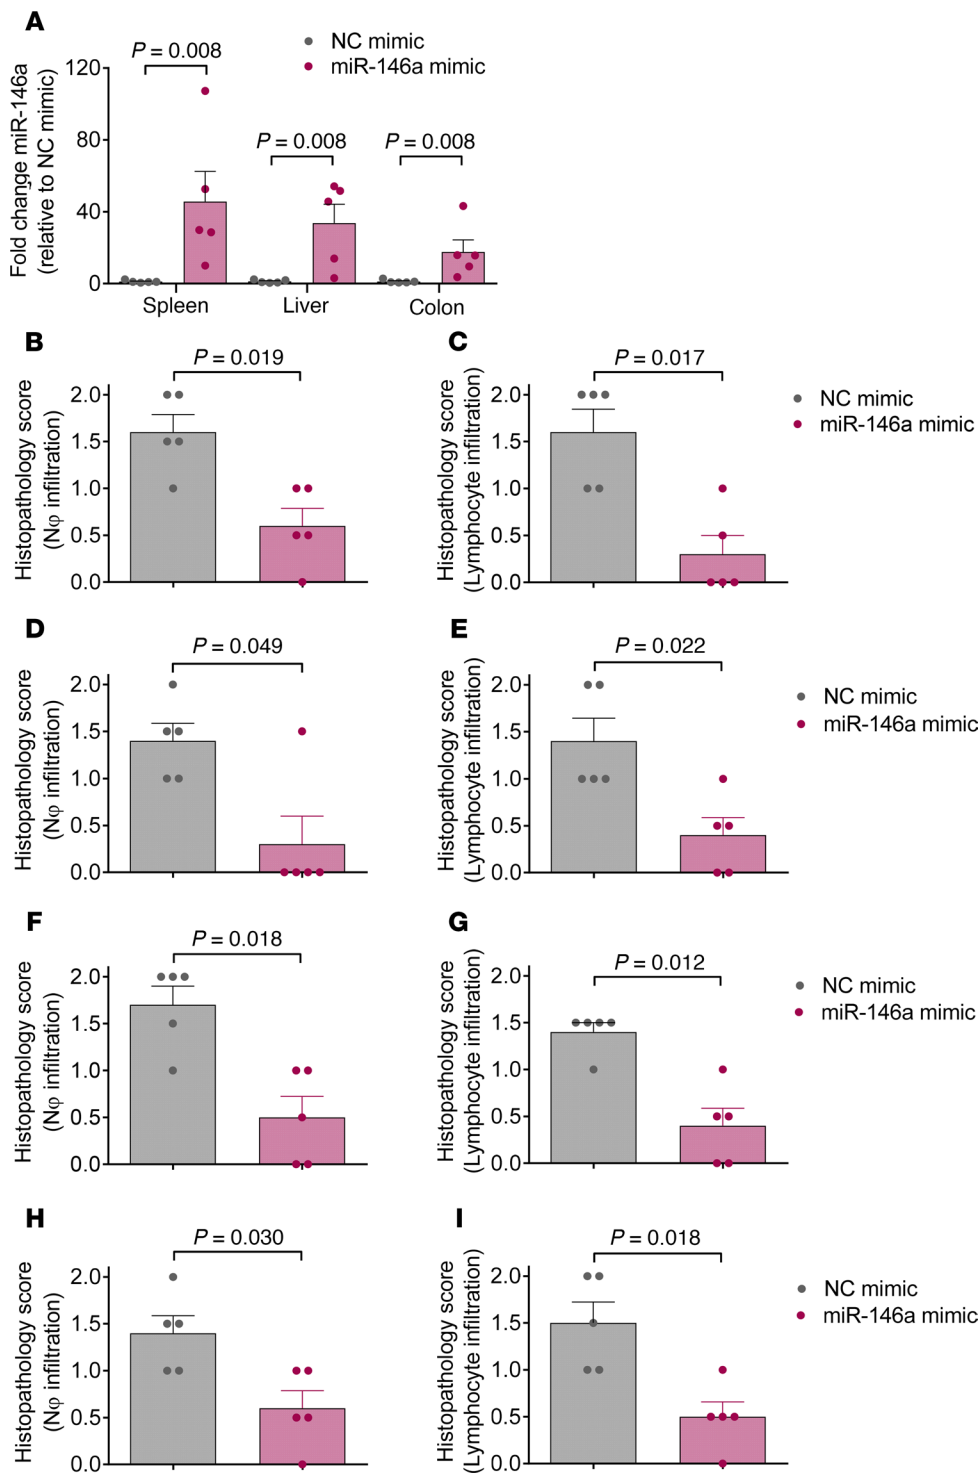 A
NC mimic
miR-146a mimic
P = 0.008
P = 0.008
P = 0.008
Fold change miR-146a
(relative to NC mimic)
120
80
40
0
Spleen
Liver
Colon
B
P = 0.019
Histopathology score
(Nφ infiltration)
2.0
1.5
1.0
0.5
0.0
C
P = 0.017
Histopathology score
(Lymphocyte infiltration)
2.0
1.5
1.0
0.5
0.0
NC mimic
miR-146a mimic
D
P = 0.049
Histopathology score
(Nφ infiltration)
2.0
1.5
1.0
0.5
0.0
E
P = 0.022
Histopathology score
(Lymphocyte infiltration)
2.0
1.5
1.0
0.5
0.0
NC mimic
miR-146a mimic
F
P = 0.018
Histopathology score
(Nφ infiltration)
2.0
1.5
1.0
0.5
0.0
G
P = 0.012
Histopathology score
(Lymphocyte infiltration)
2.0
1.5
1.0
0.5
0.0
NC mimic
miR-146a mimic
H
P = 0.030
Histopathology score
(Nφ infiltration)
2.0
1.5
1.0
0.5
0.0
I
P = 0.018
Histopathology score
(Lymphocyte infiltration)
2.0
1.5
1.0
0.5
0.0
NC mimic
miR-146a mimic